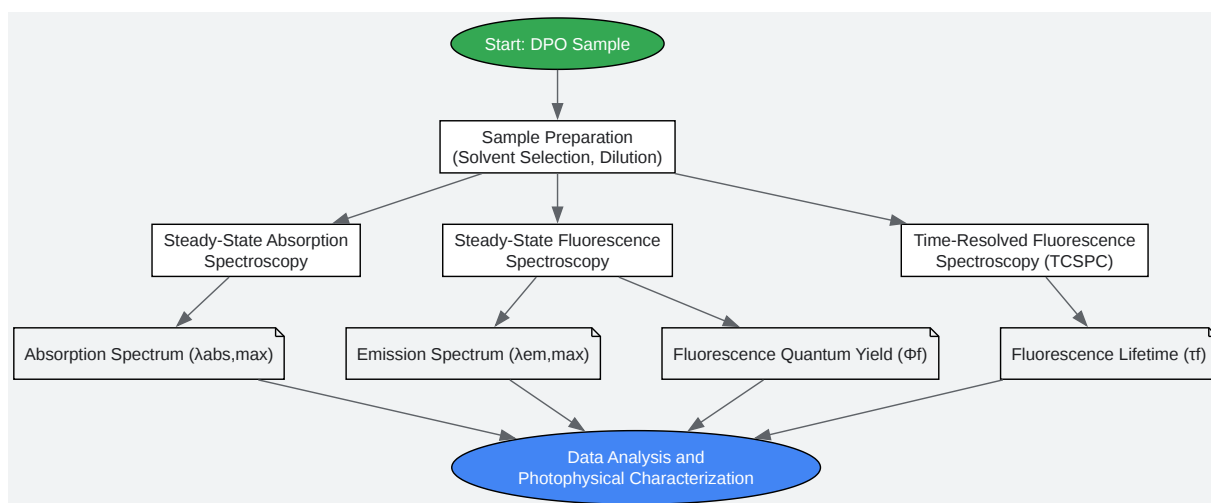 Start: DPO Sample
Sample Preparation
(Solvent Selection, Dilution)
Steady-State Absorption
Spectroscopy
Steady-State Fluorescence
Spectroscopy
Time-Resolved Fluorescence
Spectroscopy (TCSPC)
Absorption Spectrum (λabs,max)
Emission Spectrum (λem,max)
Fluorescence Quantum Yield (Φf)
Fluorescence Lifetime (τf)
Data Analysis and
Photophysical Characterization